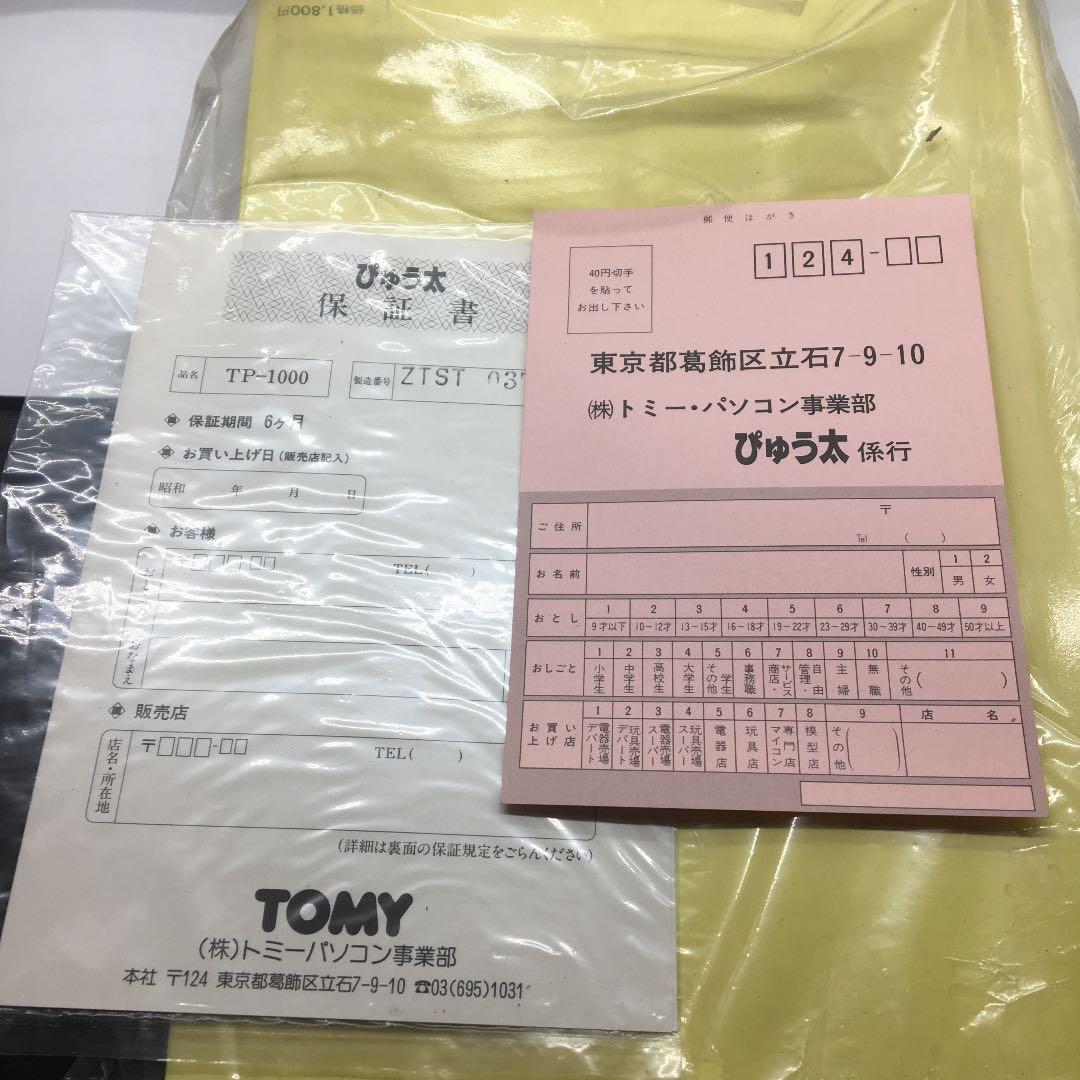 価格1,800円
ぴゅう太
保証書
品名 TP-1000
製造番号 ZTST 037
保証期間 6ヶ月
お買い上げ日(販売店記入)
昭和 年 月 日
お客様
〒□□□-□□ TEL( )
おなまえ
販売店
店名・所在地
〒□□□-□□ TEL( )
(詳細は裏面の保証規定をごらんください)
TOMY
(株)トミーパソコン事業部
本社 〒124 東京都葛飾区立石7-9-10 ☎03(695)1031
郵便はがき
40円切手
を貼って
お出し下さい
124-□□
東京都葛飾区立石7-9-10
(株)トミー・パソコン事業部
ぴゅう太 係行
ご住所 〒
Tel ( )
お名前 性別 1男 2女
おとし
1 2 3 4 5 6 7 8 9
9才以下 10-12才 13-15才 16-18才 19-22才 23-29才 30-39才 40-49才 50才以上
おしごと
1 2 3 4 5 6 7 8 9 10 11
小学生 中学生 高校生 大学生 その他学生 事務職 商店・サービス 管理・自由 主婦 無職 その他( )
お買い上げ店
1 2 3 4 5 6 7 8 9 店名
デパート電器売場 デパート玩具売場 スーパー電器売場 スーパー玩具売場 電器店 玩具店 マイコン専門店 模型店 その他( )